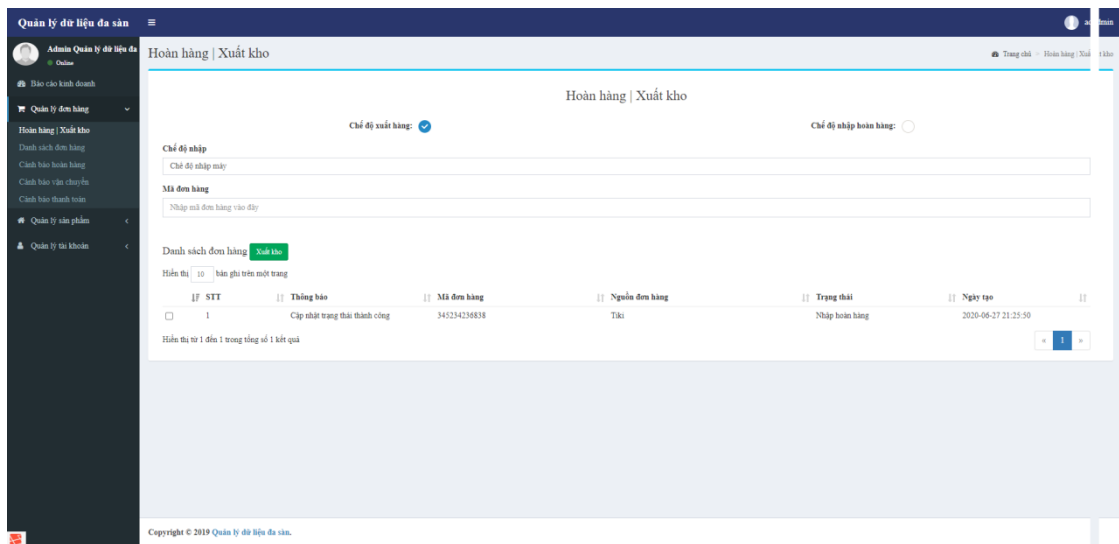 Quản lý dữ liệu đa sàn
Admin Quản lý dữ liệu đa
Online
Báo cáo kinh doanh
Quản lý đơn hàng
Hoàn hàng | Xuất kho
Danh sách đơn hàng
Cảnh báo hoàn hàng
Cảnh báo vận chuyển
Cảnh báo thanh toán
Quản lý sản phẩm
Quản lý tài khoản
Hoàn hàng | Xuất kho
Trang chủ
Hoàn hàng | Xuất kho
Chế độ xuất hàng:
Chế độ nhập hoàn hàng:
Chế độ nhập
Chế độ nhập máy
Mã đơn hàng
Nhập mã đơn hàng vào đây
Danh sách đơn hàng Xuất kho
Hiển thị 10 bản ghi trên một trang
STT Thông báo Mã đơn hàng Nguồn đơn hàng Trạng thái Ngày tạo
1 Cập nhật trạng thái thành công 345234236838 Tiki Nhập hoàn hàng 2020-06-27 21:25:50
Hiển thị từ 1 đến 1 trong tổng số 1 kết quả
« 1 »
Copyright © 2019 Quản lý dữ liệu đa sàn.